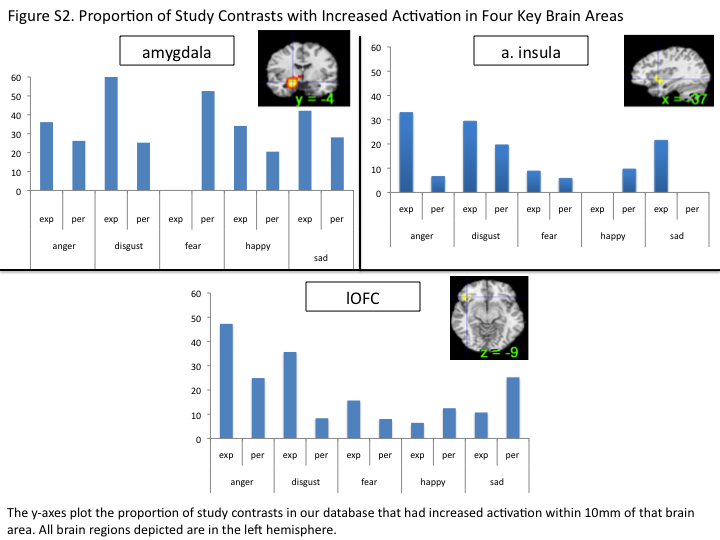 Figure S2. Proportion of Study Contrasts with Increased Activation in Four Key Brain Areas
amygdala
y = -4
60
50
40
30
20
10
0
exp per exp per exp per exp per exp per
anger disgust fear happy sad
a. insula
x = -37
60
50
40
30
20
10
0
exp per exp per exp per exp per exp per
anger disgust fear happy sad
lOFC
z = -9
60
50
40
30
20
10
0
exp per exp per exp per exp per exp per
anger disgust fear happy sad
The y-axes plot the proportion of study contrasts in our database that had increased activation within 10mm of that brain
area. All brain regions depicted are in the left hemisphere.